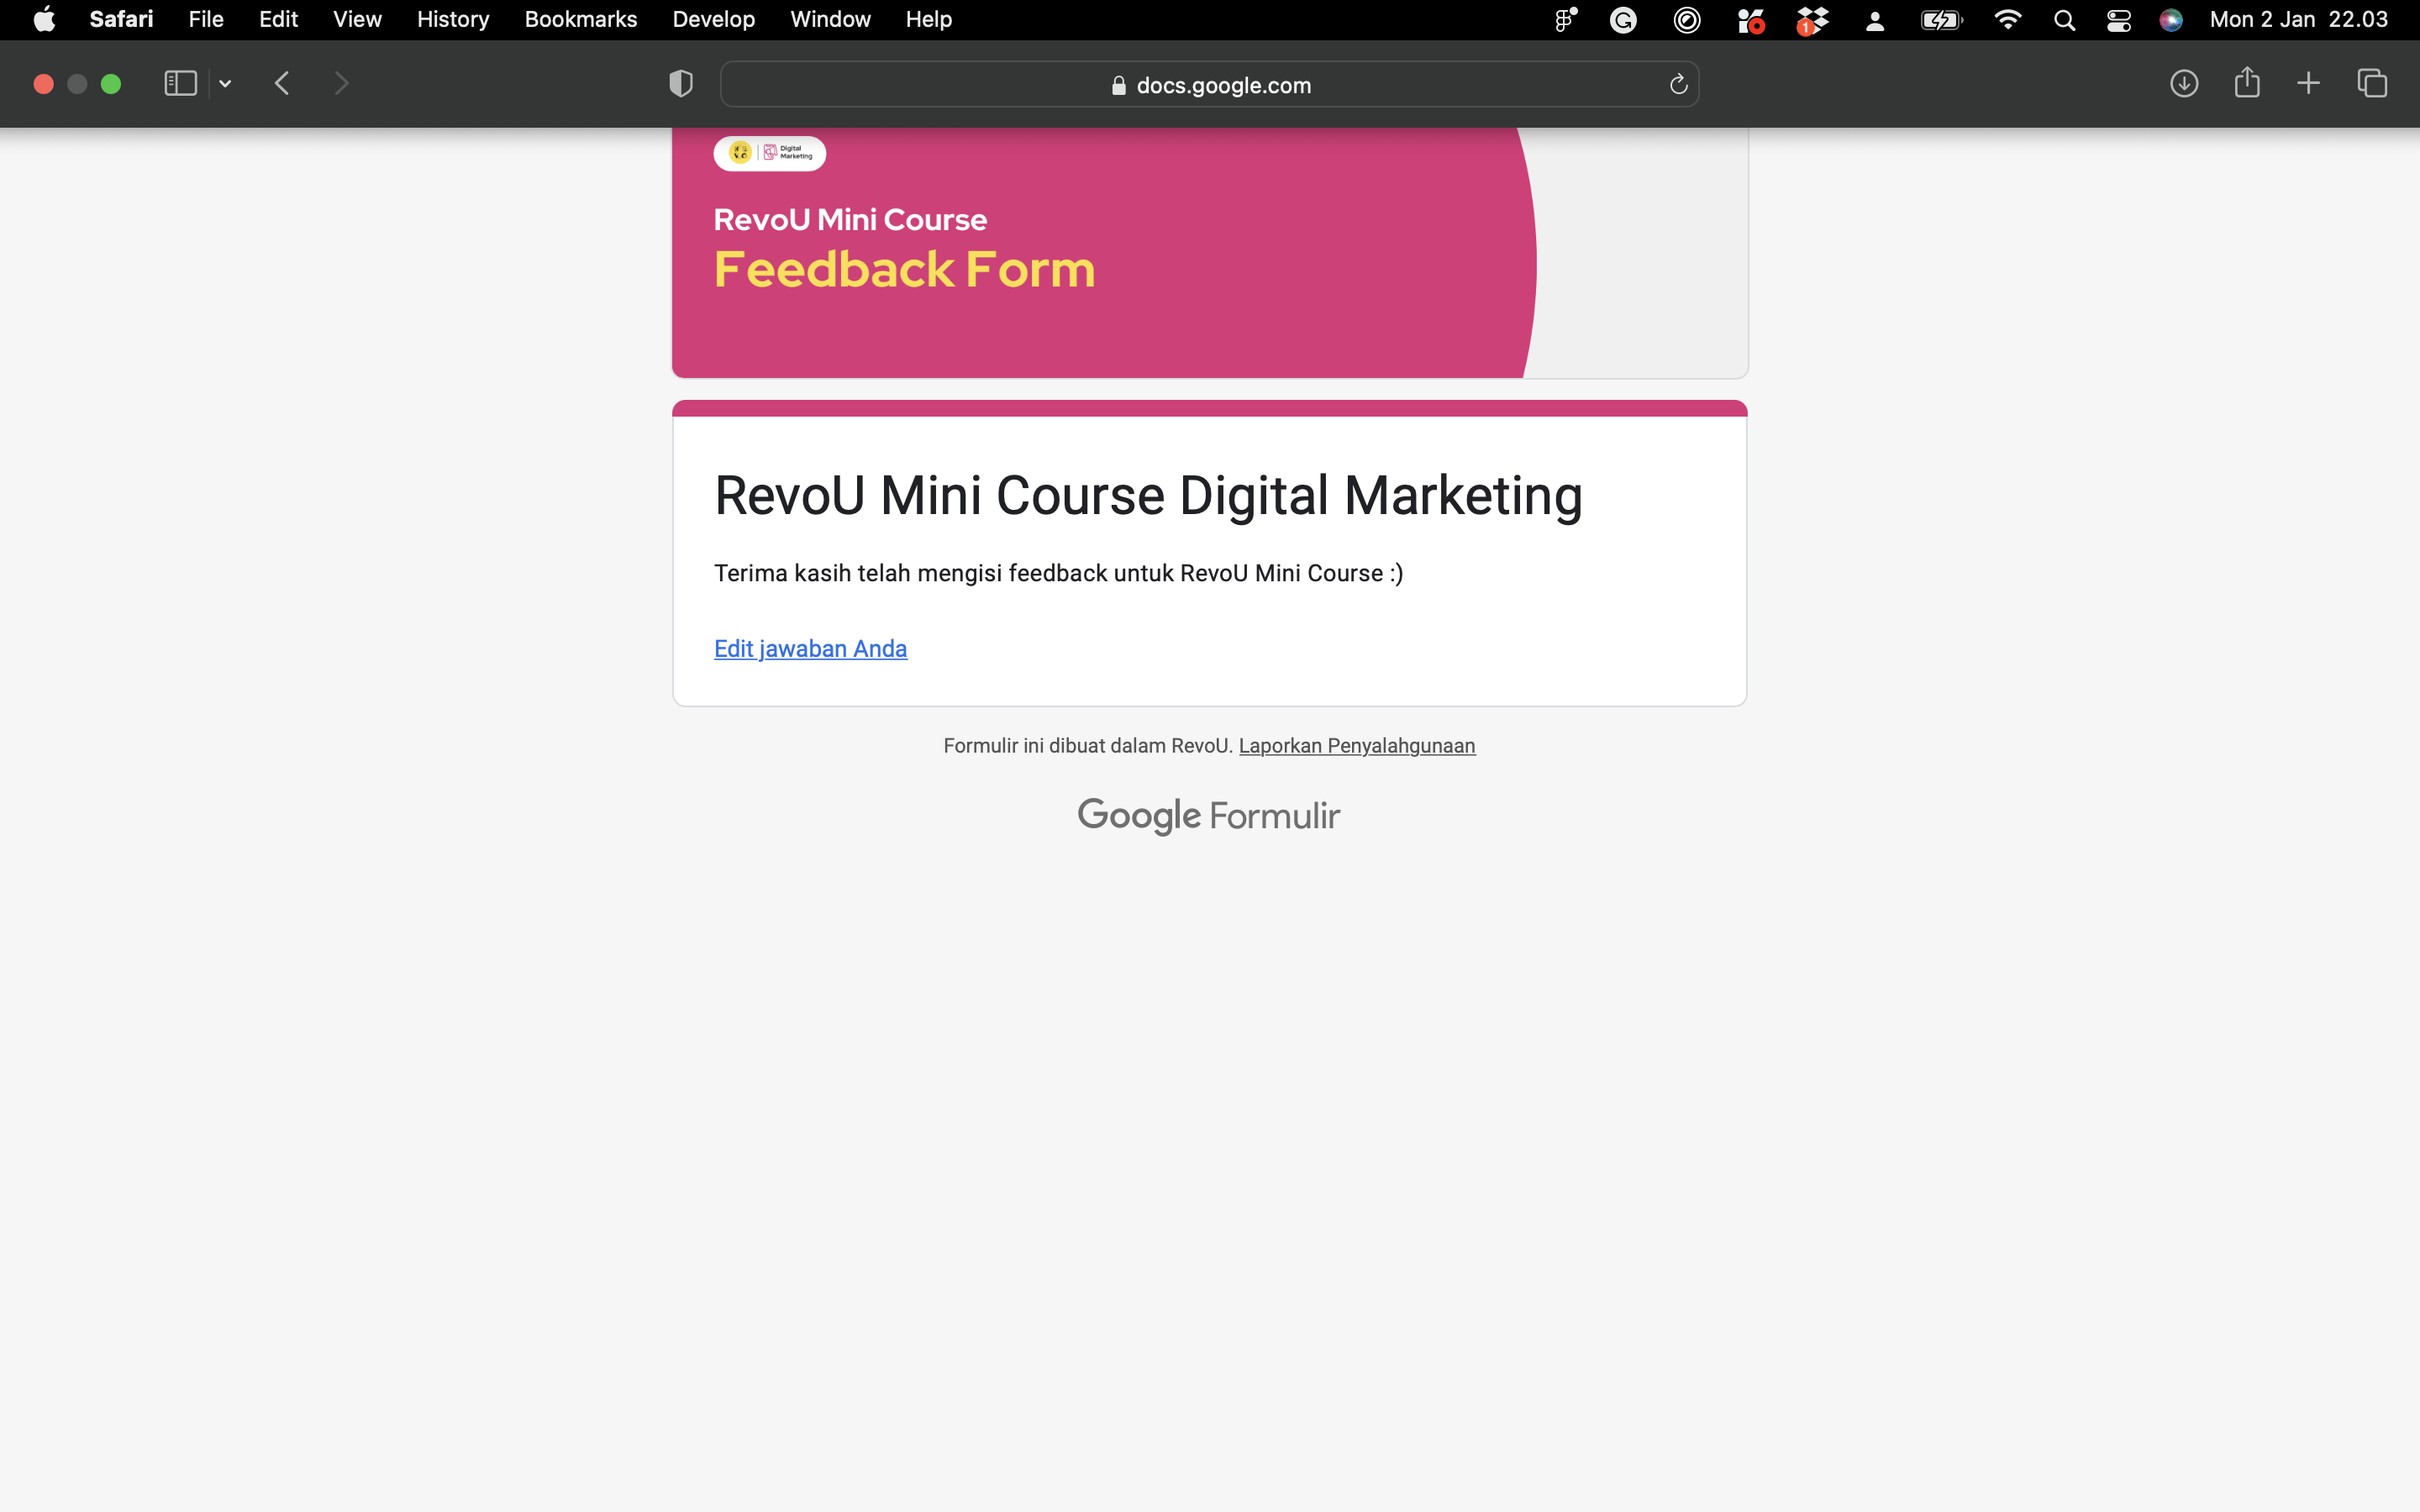 Safari File Edit View History Bookmarks Develop Window Help Mon 2 Jan 22.03
docs.google.com
Digital
Marketing
RevoU Mini Course
Feedback Form
RevoU Mini Course Digital Marketing
Terima kasih telah mengisi feedback untuk RevoU Mini Course :)
Edit jawaban Anda
Formulir ini dibuat dalam RevoU. Laporkan Penyalahgunaan
Google Formulir